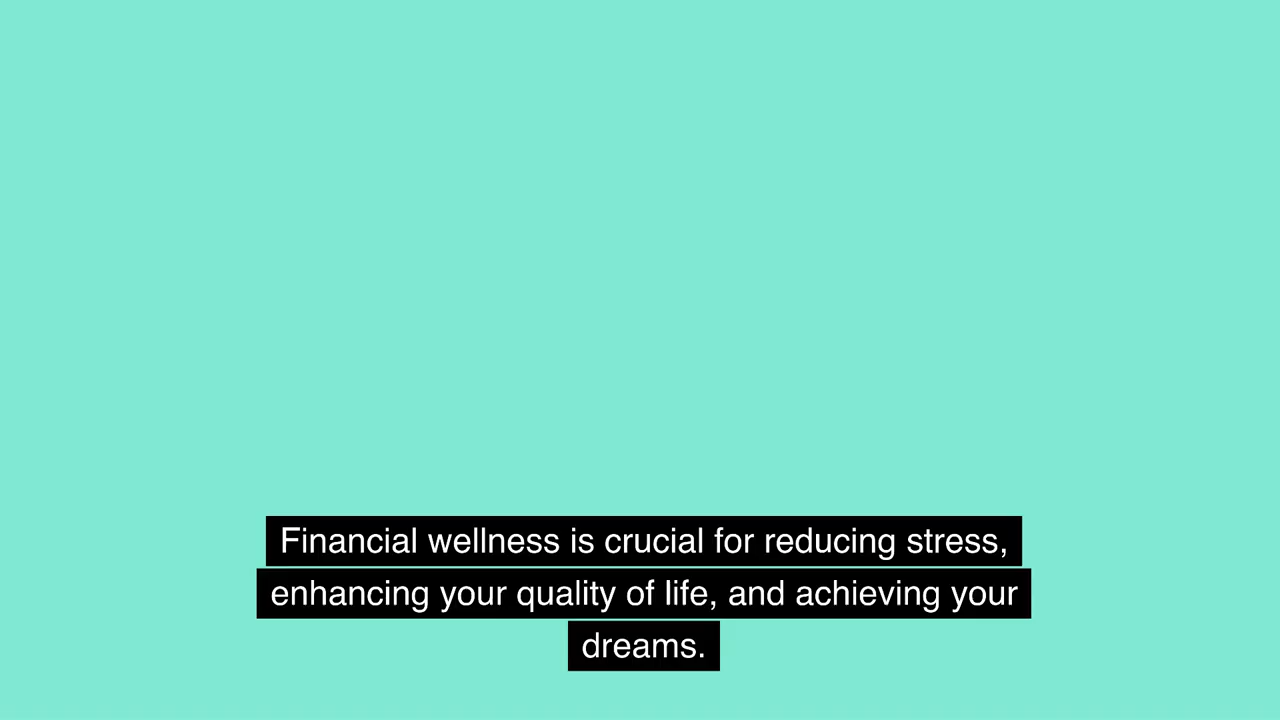 Financial wellness is crucial for reducing stress,
enhancing your quality of life, and achieving your
dreams.